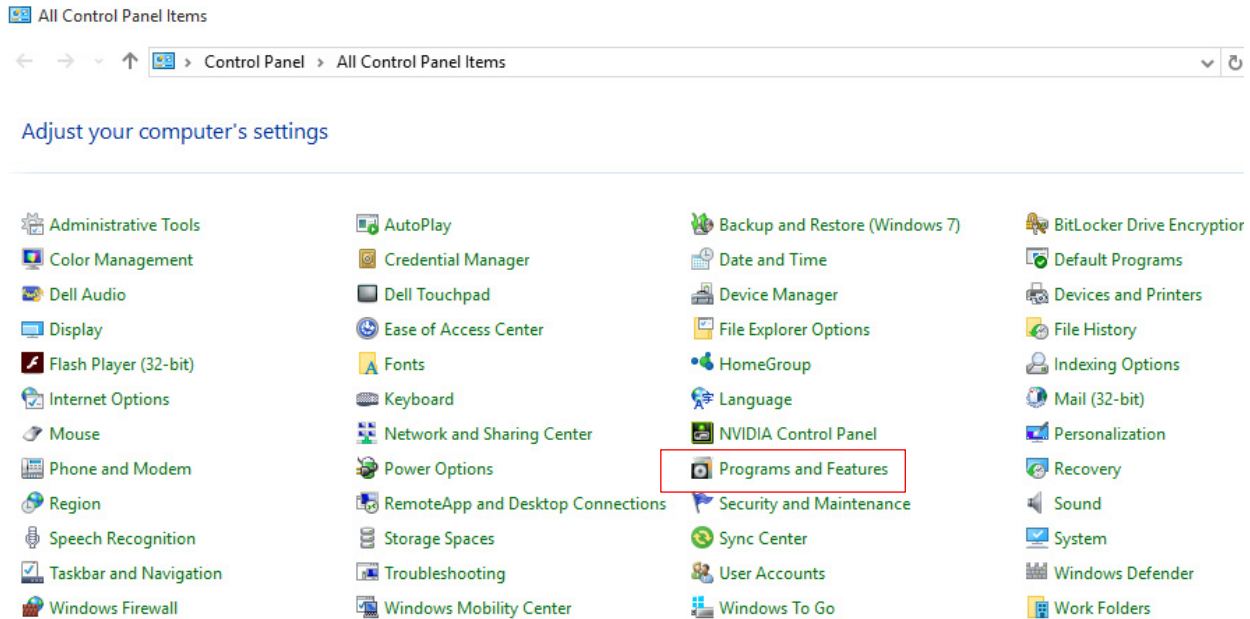 All Control Panel Items
Control Panel > All Control Panel Items
Adjust your computer's settings
Administrative Tools AutoPlay Backup and Restore (Windows 7) BitLocker Drive Encryption
Color Management Credential Manager Date and Time Default Programs
Dell Audio Dell Touchpad Device Manager Devices and Printers
Display Ease of Access Center File Explorer Options File History
Flash Player (32-bit) Fonts HomeGroup Indexing Options
Internet Options Keyboard Language Mail (32-bit)
Mouse Network and Sharing Center NVIDIA Control Panel Personalization
Phone and Modem Power Options Programs and Features Recovery
Region RemoteApp and Desktop Connections Security and Maintenance Sound
Speech Recognition Storage Spaces Sync Center System
Taskbar and Navigation Troubleshooting User Accounts Windows Defender
Windows Firewall Windows Mobility Center Windows To Go Work Folders